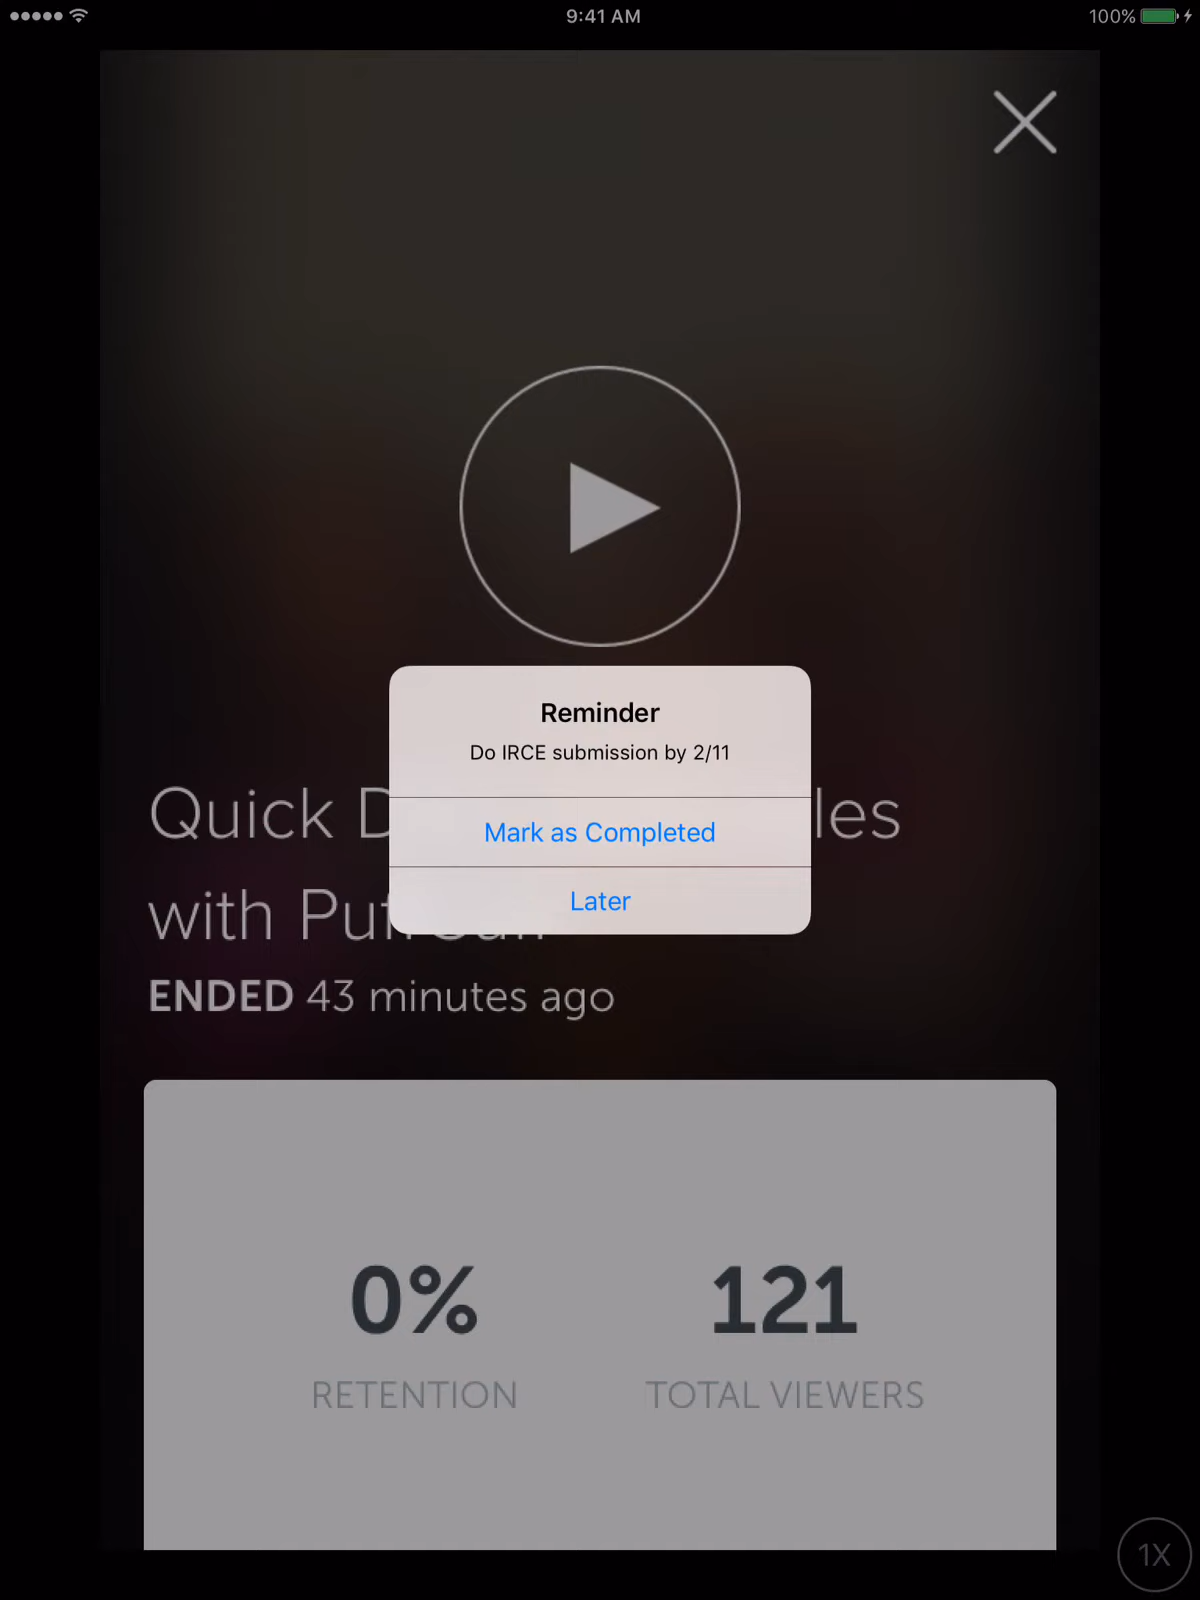 9:41 AM
100%
Reminder
Do IRCE submission by 2/11
Mark as Completed
Later
Quick
les
with
ENDED 43 minutes ago
0%
121
RETENTION
TOTAL VIEWERS
1X